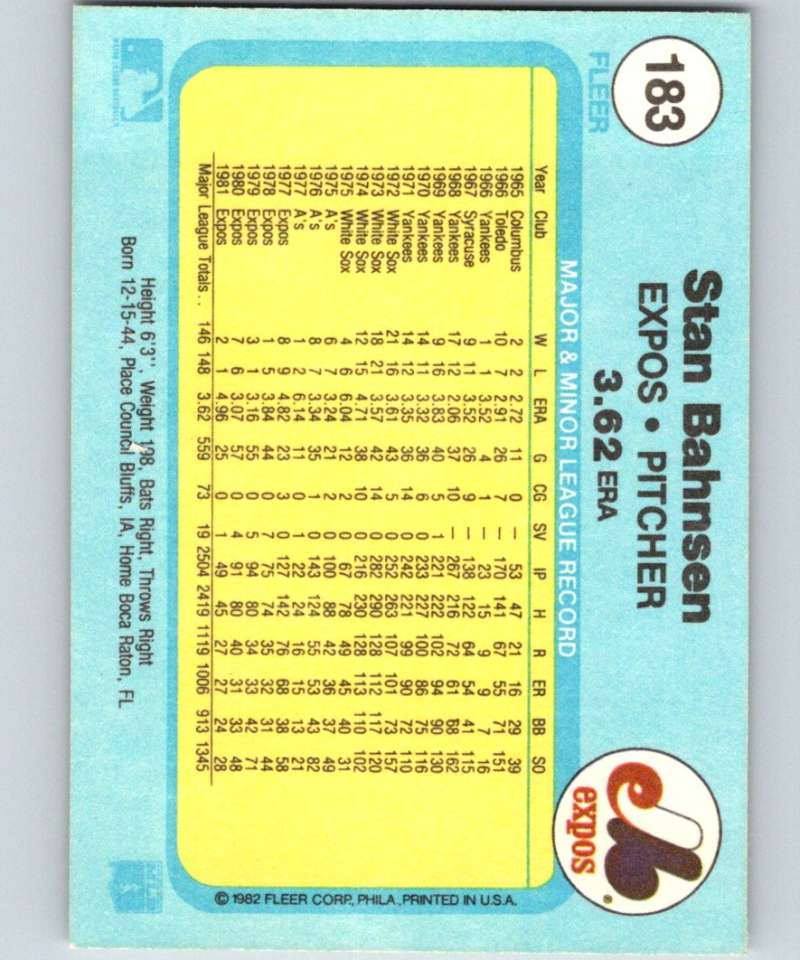 183
FLEER
Stan Bahnsen
EXPOS • PITCHER
3.62 ERA
expos
MAJOR & MINOR LEAGUE RECORD
Year Club W L ERA G CG SV IP H R ER BB SO
1965 Columbus 2 2 2.72 11 0 — 53 47 21 16 29 39
1966 Toledo 10 7 2.91 26 7 — 170 141 67 55 71 151
1966 Yankees 1 1 3.52 4 1 — 23 15 9 9 7 16
1967 Syracuse 9 11 3.52 26 9 — 138 122 64 54 41 115
1968 Yankees 17 12 2.06 37 10 — 267 216 72 61 68 162
1969 Yankees 9 16 3.83 40 5 1 221 222 102 94 90 130
1970 Yankees 14 11 3.32 36 6 0 233 227 100 86 75 116
1971 Yankees 14 12 3.35 36 14 0 242 221 99 90 72 110
1972 White Sox 21 16 3.61 43 5 0 252 263 107 101 73 157
1973 White Sox 18 21 3.57 42 14 0 282 290 128 112 117 120
1974 White Sox 12 15 4.71 38 10 0 216 230 128 113 110 102
1975 White Sox 4 6 6.04 12 2 0 67 78 49 45 40 31
1975 A's 6 7 3.24 21 2 0 100 88 42 36 37 49
1976 A's 8 7 3.34 35 1 0 143 124 55 53 43 82
1977 A's 1 2 6.14 11 0 1 22 24 16 15 13 21
1977 Expos 8 9 4.82 23 3 0 127 142 76 68 38 58
1978 Expos 1 5 3.84 44 0 7 75 74 35 32 31 44
1979 Expos 3 1 3.16 55 0 5 94 80 34 33 42 71
1980 Expos 7 6 3.07 57 0 4 91 80 40 31 33 48
1981 Expos 2 1 4.96 25 0 1 49 45 27 27 24 28
Major League Totals . . 146 148 3.62 559 73 19 2504 2419 1119 1006 913 1345
© 1982 FLEER CORP., PHILA., PRINTED IN U.S.A.
Height 6'3", Weight 198, Bats Right, Throws Right
Born 12-15-44, Place Council Bluffs, IA, Home Boca Raton, FL